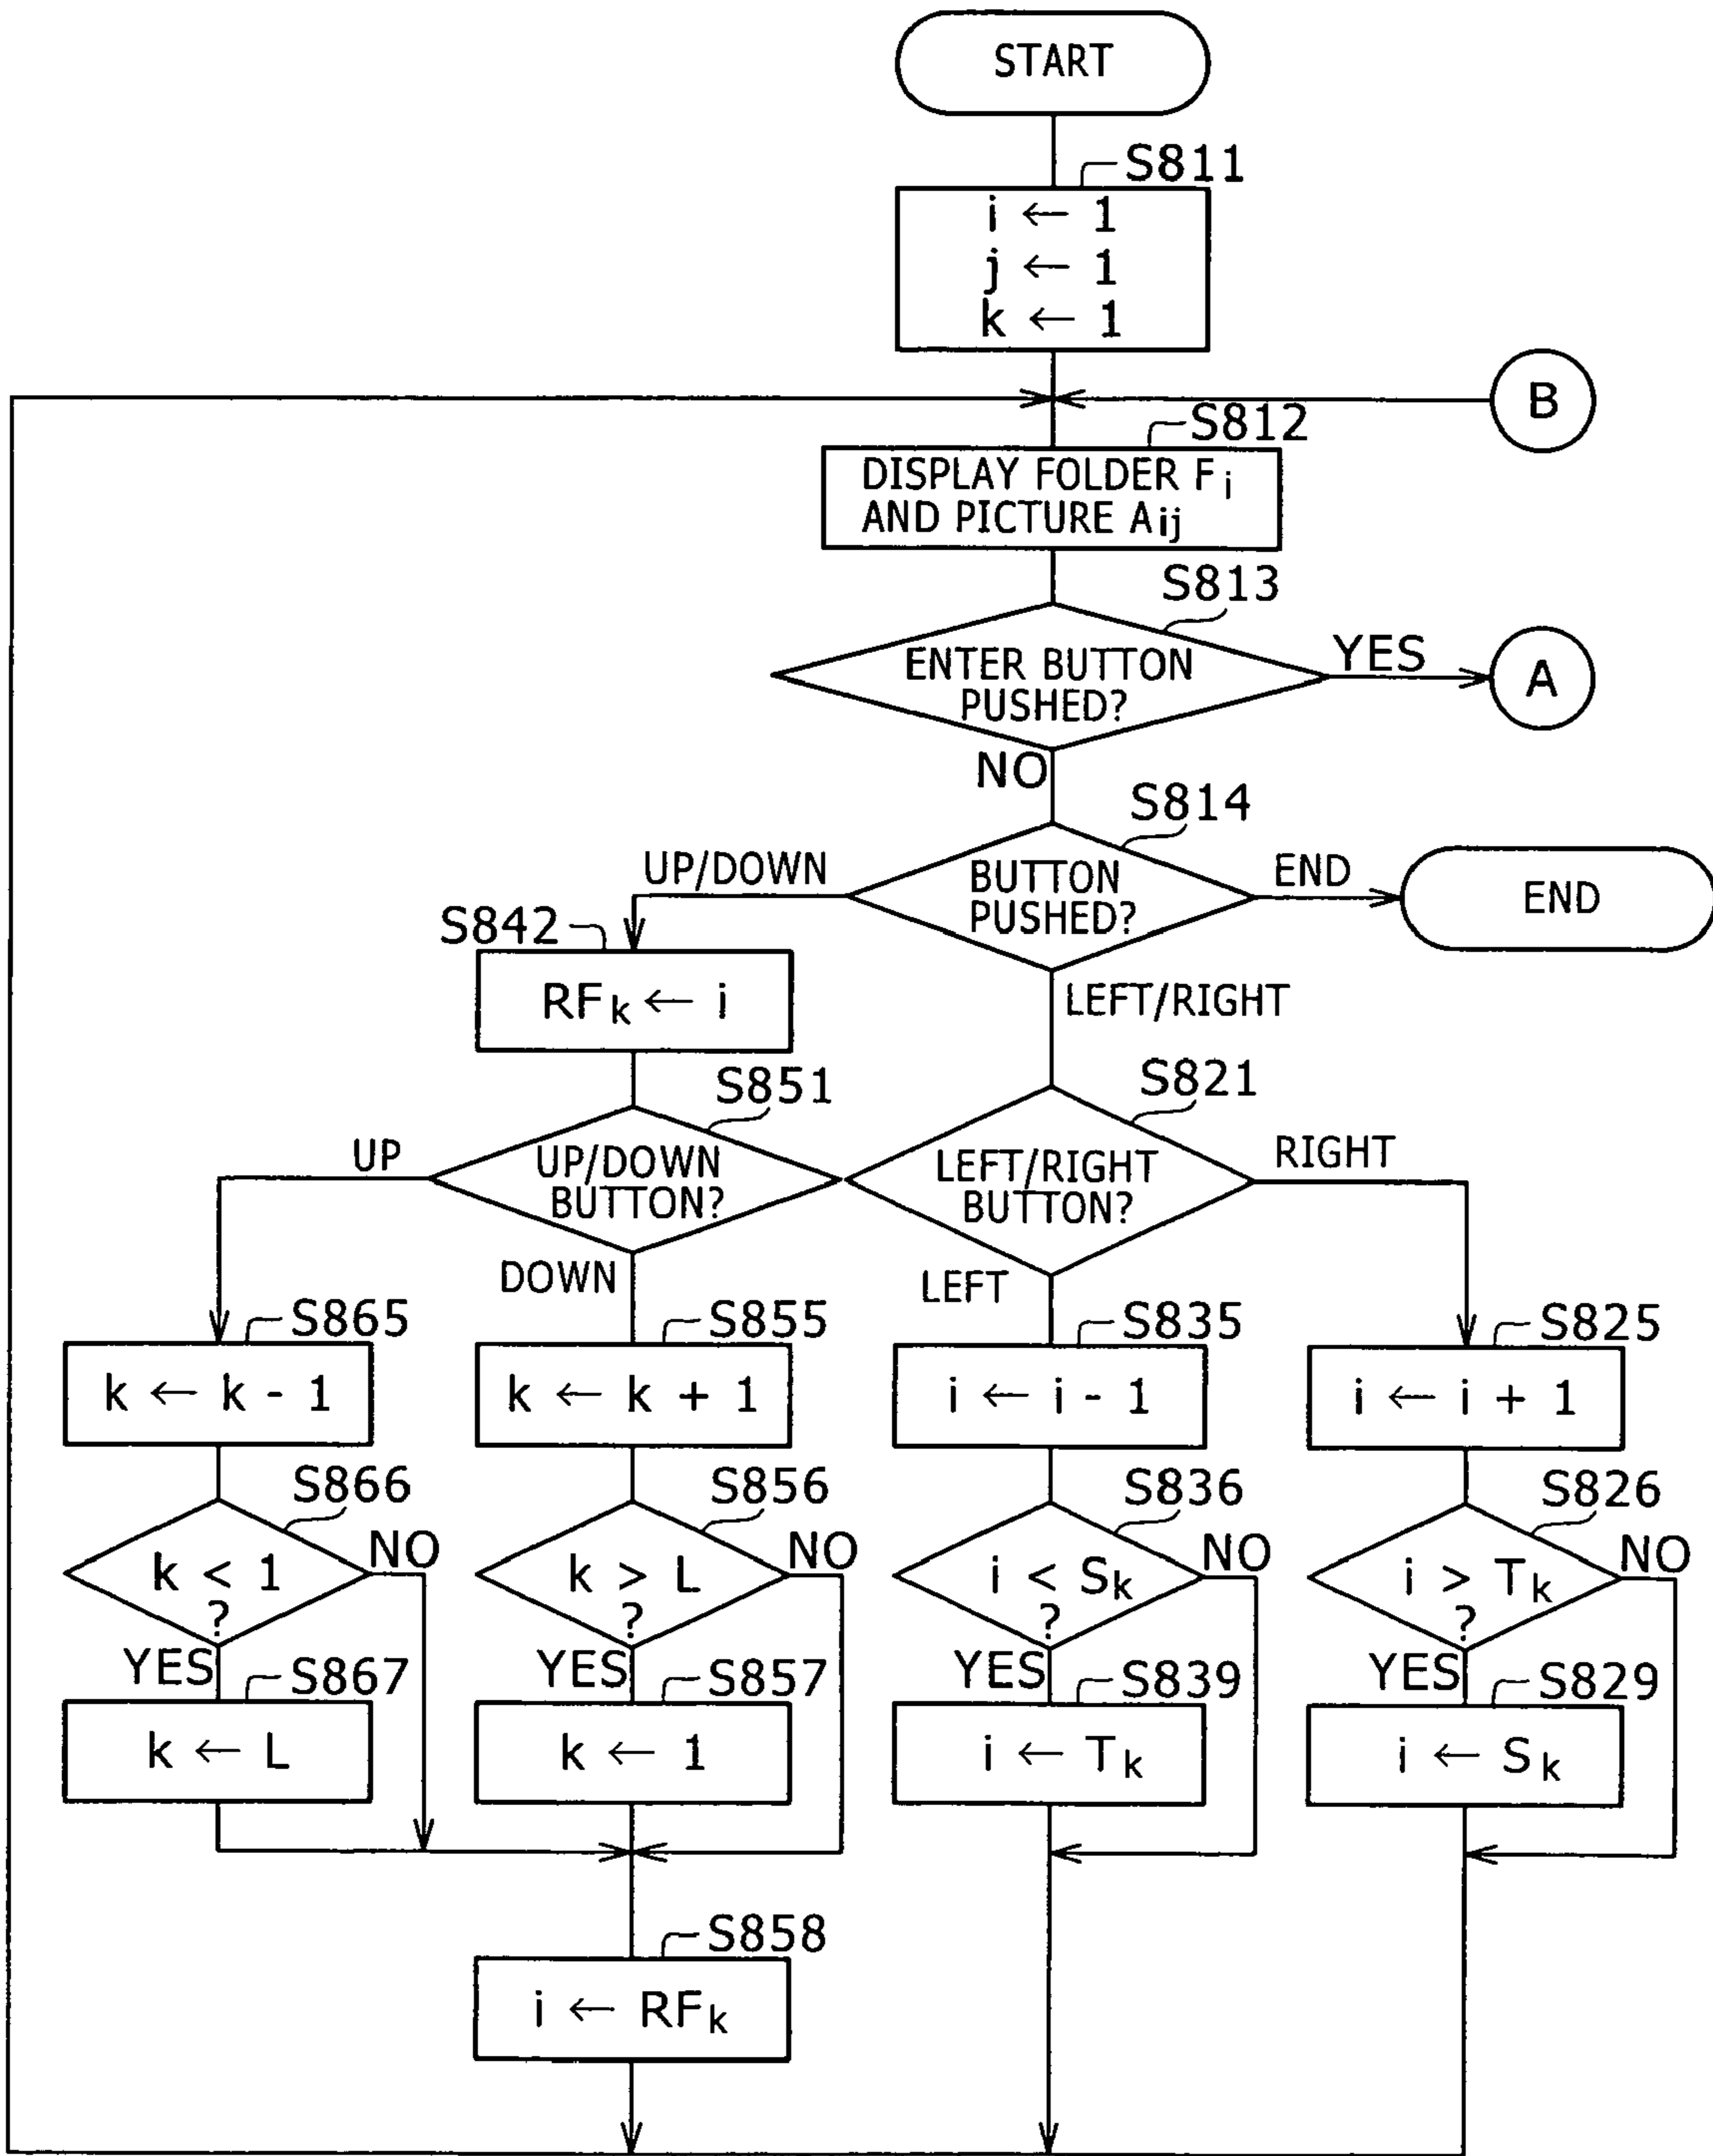 START
S811
i ← 1
j ← 1
k ← 1
B
S812
DISPLAY FOLDER Fi
AND PICTURE Aij
S813
ENTER BUTTON
PUSHED?
YES
A
NO
S814
BUTTON
PUSHED?
UP/DOWN
END
END
LEFT/RIGHT
S842
RFk ← i
S851
UP/DOWN
BUTTON?
UP
DOWN
S821
LEFT/RIGHT
BUTTON?
RIGHT
LEFT
S865
k ← k - 1
S855
k ← k + 1
S835
i ← i - 1
S825
i ← i + 1
S866
k < 1
?
NO
YES
S856
k > L
?
NO
YES
S836
i < Sk
?
NO
YES
S826
i > Tk
?
NO
YES
S867
k ← L
S857
k ← 1
S839
i ← Tk
S829
i ← Sk
S858
i ← RFk